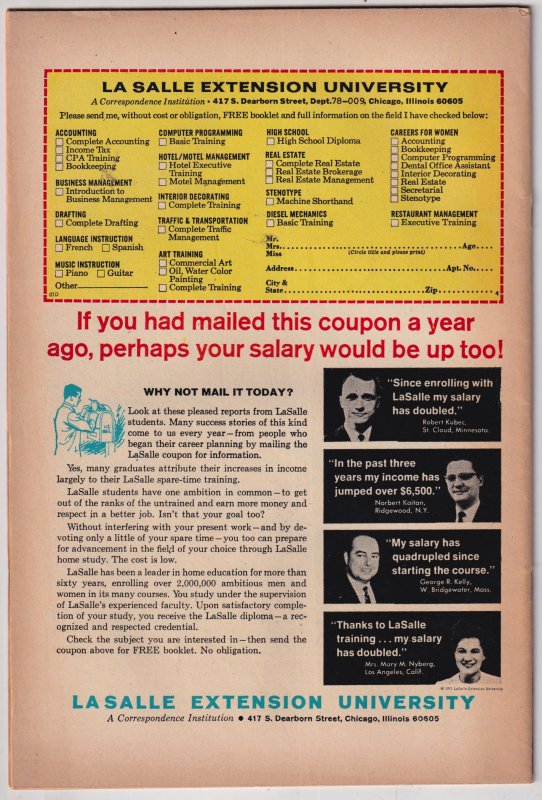 LA SALLE EXTENSION UNIVERSITY
A Correspondence Institution • 417 S. Dearborn Street, Dept. 78-009, Chicago, Illinois 60605
Please send me, without cost or obligation, FREE booklet and full information on the field I have checked below:
ACCOUNTING
Complete Accounting
Income Tax
CPA Training
Bookkeeping
BUSINESS MANAGEMENT
Introduction to
Business Management
DRAFTING
Complete Drafting
LANGUAGE INSTRUCTION
French Spanish
MUSIC INSTRUCTION
Piano Guitar
Other
COMPUTER PROGRAMMING
Basic Training
HOTEL/MOTEL MANAGEMENT
Hotel Executive
Training
Motel Management
INTERIOR DECORATING
Complete Training
TRAFFIC & TRANSPORTATION
Complete Traffic
Management
ART TRAINING
Commercial Art
Oil, Water Color
Painting
Complete Training
HIGH SCHOOL
High School Diploma
REAL ESTATE
Complete Real Estate
Real Estate Brokerage
Real Estate Management
STENOTYPE
Machine Shorthand
DIESEL MECHANICS
Basic Training
CAREERS FOR WOMEN
Accounting
Bookkeeping
Computer Programming
Dental Office Assistant
Interior Decorating
Real Estate
Secretarial
Stenotype
RESTAURANT MANAGEMENT
Executive Training
Mr.
Mrs. Age
Miss (Circle title and please print)
Address Apt. No.
City &
State Zip 4
If you had mailed this coupon a year
ago, perhaps your salary would be up too!
WHY NOT MAIL IT TODAY?
Look at these pleased reports from LaSalle
students. Many success stories of this kind
come to us every year—from people who
began their career planning by mailing the
LaSalle coupon for information.
Yes, many graduates attribute their increases in income
largely to their LaSalle spare-time training.
LaSalle students have one ambition in common—to get
out of the ranks of the untrained and earn more money and
respect in a better job. Isn't that your goal too?
Without interfering with your present work—and by de-
voting only a little of your spare time—you too can prepare
for advancement in the field of your choice through LaSalle
home study. The cost is low.
LaSalle has been a leader in home education for more than
sixty years, enrolling over 2,000,000 ambitious men and
women in its many courses. You study under the supervision
of LaSalle's experienced faculty. Upon satisfactory comple-
tion of your study, you receive the LaSalle diploma—a rec-
ognized and respected credential.
Check the subject you are interested in—then send the
coupon above for FREE booklet. No obligation.
"Since enrolling with
LaSalle my salary
has doubled."
Robert Kubec,
St. Cloud, Minnesota.
"In the past three
years my income has
jumped over $6,500."
Norbert Kaitan,
Ridgewood, N.Y.
"My salary has
quadrupled since
starting the course."
George R. Kelly,
W. Bridgewater, Mass.
"Thanks to LaSalle
training ... my salary
has doubled."
Mrs. Mary M. Nyberg,
Los Angeles, Calif.
© 1971 LaSalle Extension University
LASALLE EXTENSION UNIVERSITY
A Correspondence Institution • 417 S. Dearborn Street, Chicago, Illinois 60605